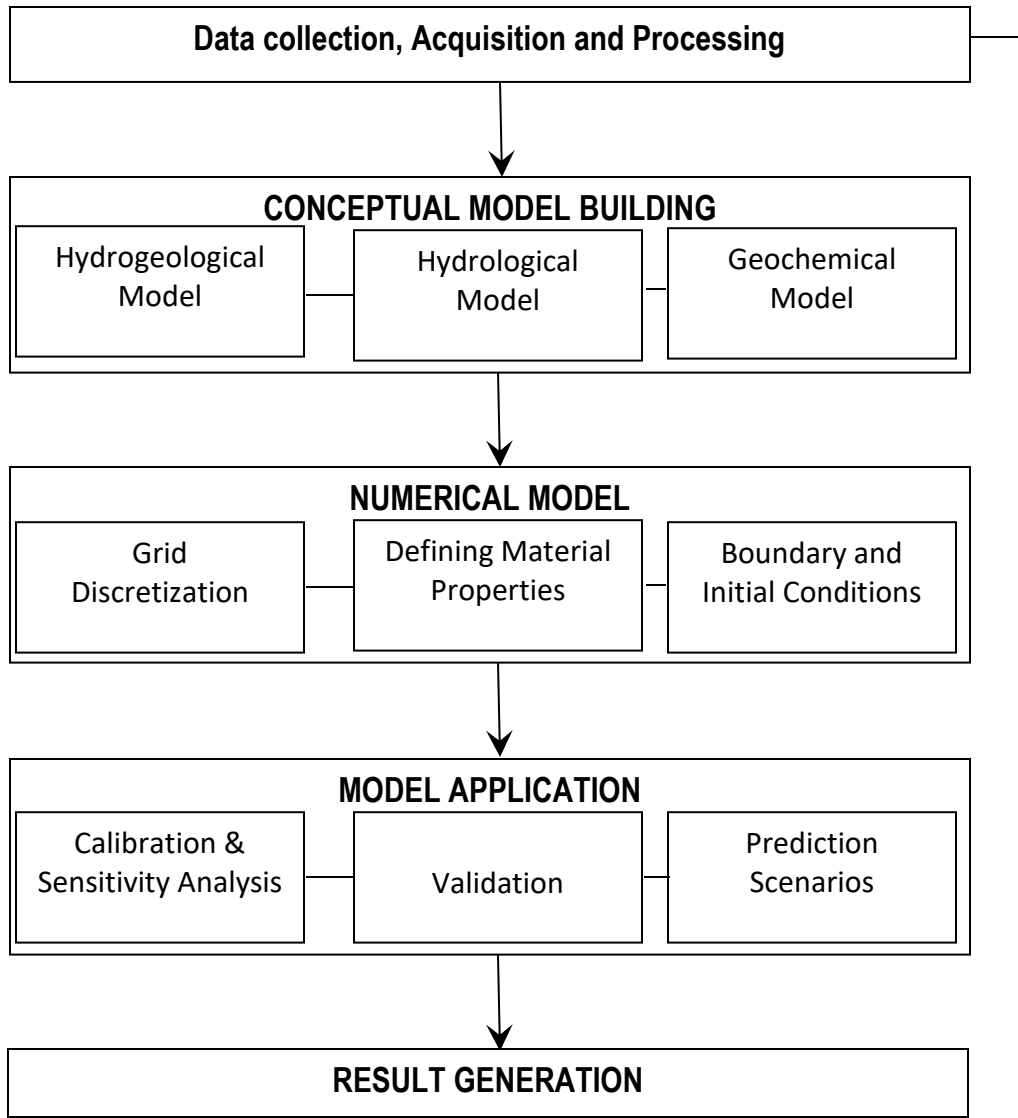 Data collection, Acquisition and Processing
CONCEPTUAL MODEL BUILDING
Hydrogeological
Model
Hydrological
Model
Geochemical
Model
NUMERICAL MODEL
Grid
Discretization
Defining Material
Properties
Boundary and
Initial Conditions
MODEL APPLICATION
Calibration &
Sensitivity Analysis
Validation
Prediction
Scenarios
RESULT GENERATION